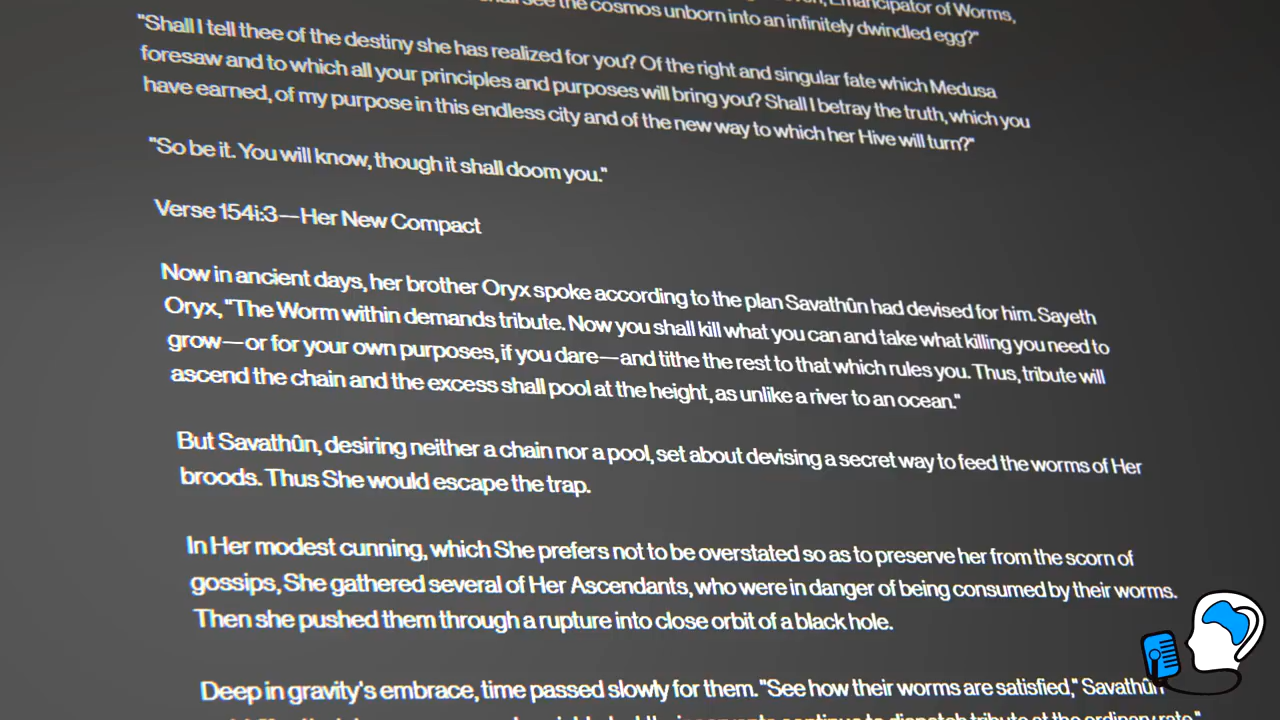 Emancipator of Worms,
see the cosmos unborn into an infinitely dwindled egg?"
"Shall I tell thee of the destiny she has realized for you? Of the right and singular fate which Medusa
foresaw and to which all your principles and purposes will bring you? Shall I betray the truth, which you
have earned, of my purpose in this endless city and of the new way to which her Hive will turn?"
"So be it. You will know, though it shall doom you."
Verse 154i:3—Her New Compact
Now in ancient days, her brother Oryx spoke according to the plan Savathûn had devised for him. Sayeth
Oryx, "The Worm within demands tribute. Now you shall kill what you can and take what killing you need to
grow—or for your own purposes, if you dare—and tithe the rest to that which rules you. Thus, tribute will
ascend the chain and the excess shall pool at the height, as unlike a river to an ocean."
But Savathûn, desiring neither a chain nor a pool, set about devising a secret way to feed the worms of Her
broods. Thus She would escape the trap.
In Her modest cunning, which She prefers not to be overstated so as to preserve her from the scorn of
gossips, She gathered several of Her Ascendants, who were in danger of being consumed by their worms.
Then she pushed them through a rupture into close orbit of a black hole.
Deep in gravity's embrace, time passed slowly for them. "See how their worms are satisfied," Savathûn